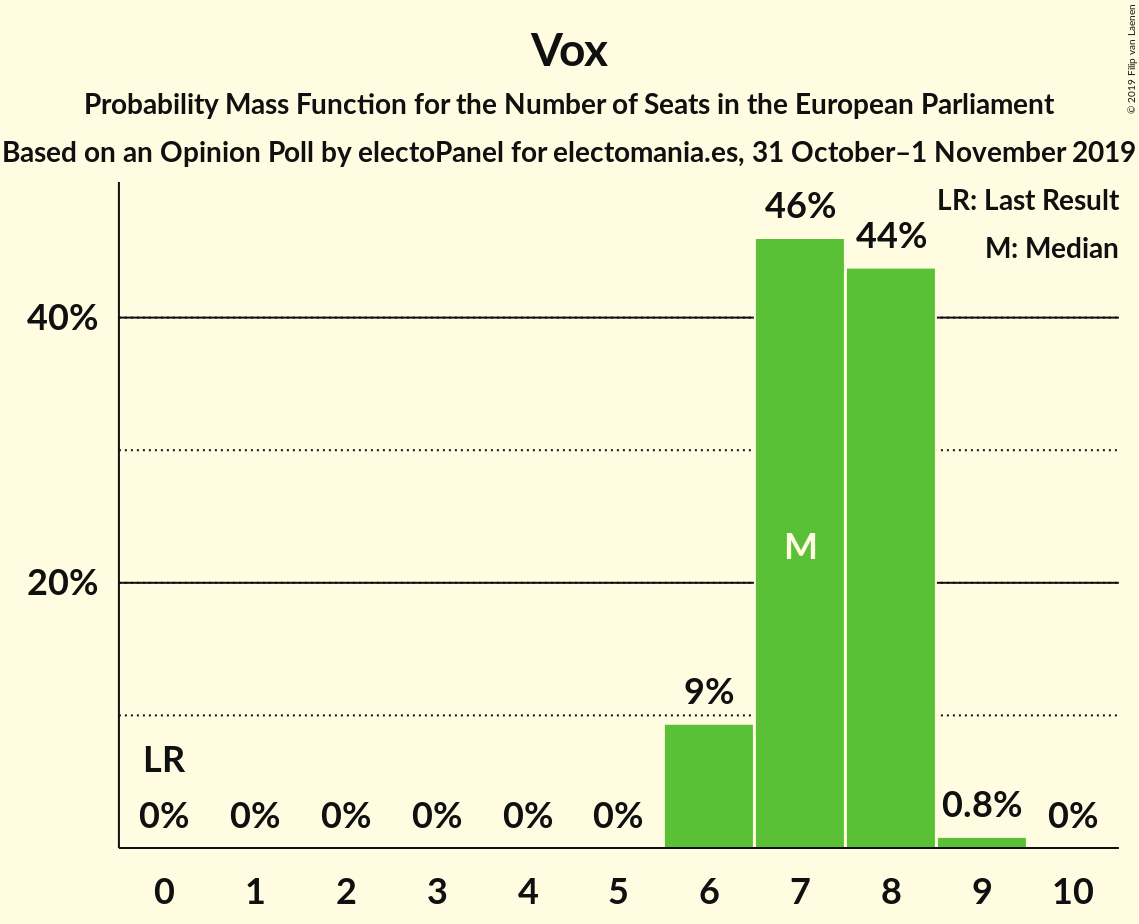 Vox
Probability Mass Function for the Number of Seats in the European Parliament
Based on an Opinion Poll by electoPanel for electomania.es, 31 October–1 November 2019
© 2019 Filip van Laenen
LR: Last Result
M: Median
46%
44%
40%
20%
M
9%
LR
0% 0% 0% 0% 0% 0% 0.8% 0%
0 1 2 3 4 5 6 7 8 9 10